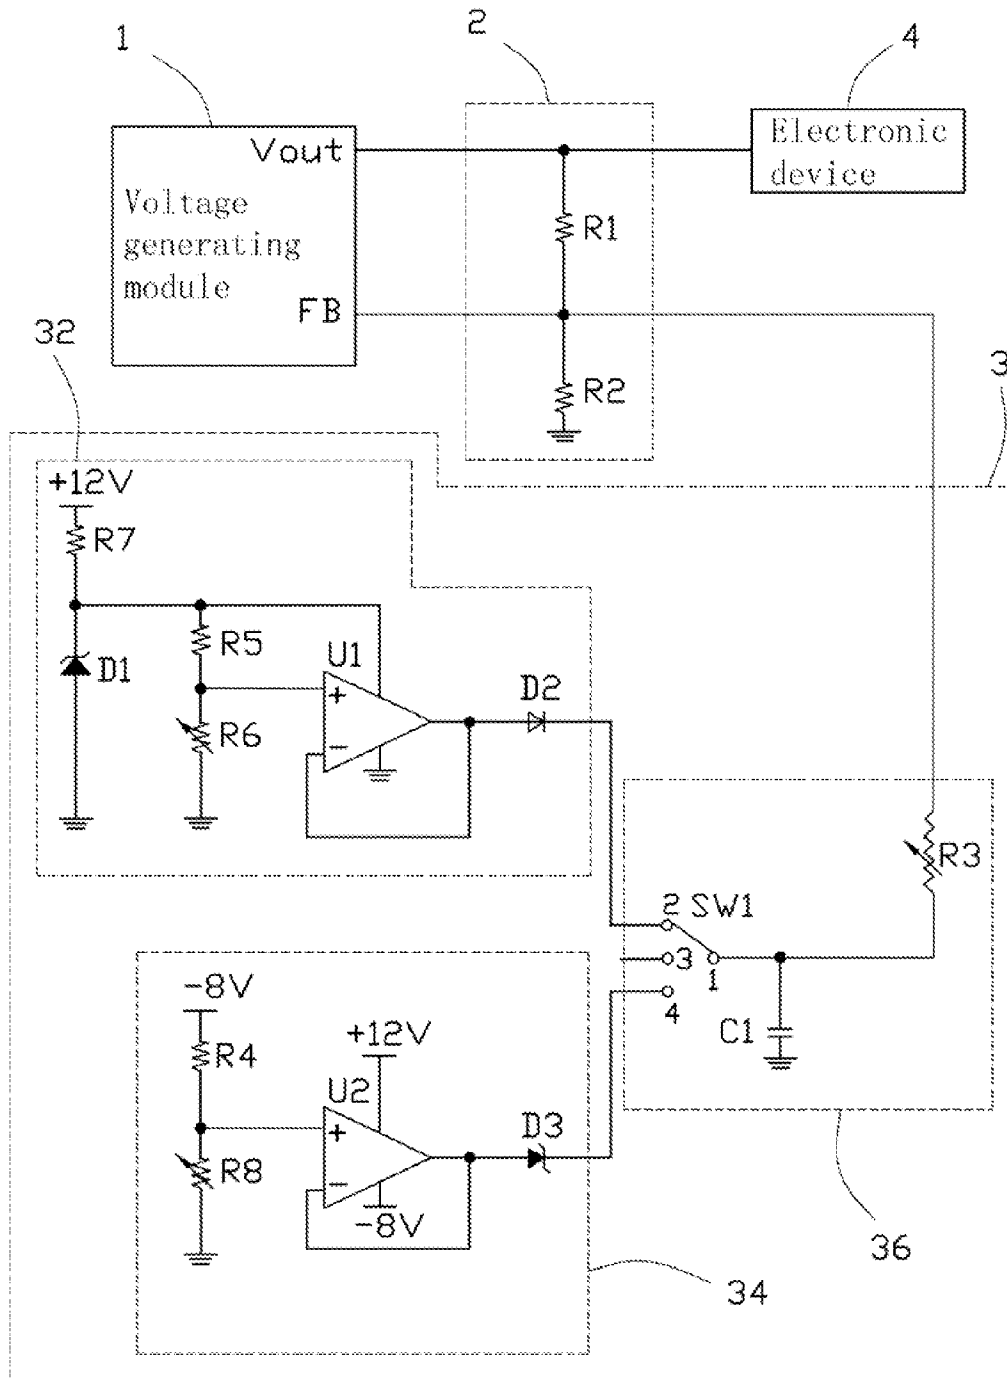 1
2
4
Vout
Electronic
device
Voltage
generating
module
R1
FB
32
3
R2
+12V
R7
R5
U1
D1
+
D2
R6
−
R3
2 SW1
3
1
-8V
4
+12V
C1
R4
U2
D3
+
R8
−
-8V
36
34